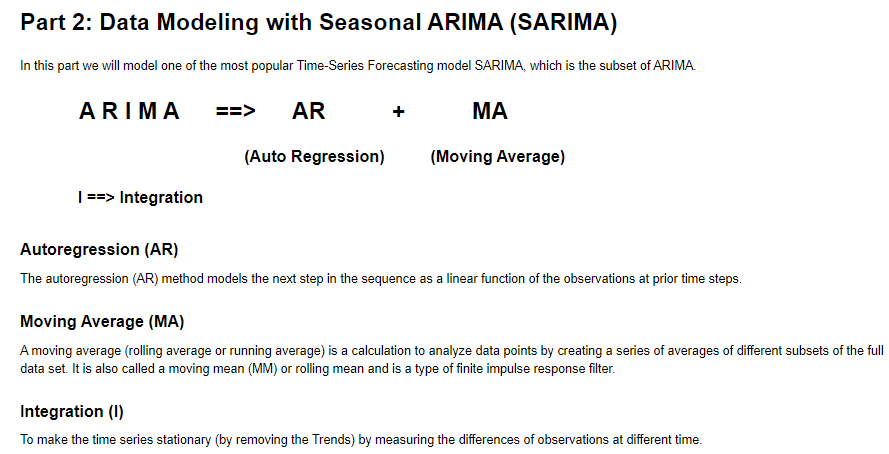 Part 2: Data Modeling with Seasonal ARIMA (SARIMA)
In this part we will model one of the most popular Time-Series Forecasting model SARIMA, which is the subset of ARIMA.
A R I M A ==> AR + MA
(Auto Regression) (Moving Average)
I ==> Integration
Autoregression (AR)
The autoregression (AR) method models the next step in the sequence as a linear function of the observations at prior time steps.
Moving Average (MA)
A moving average (rolling average or running average) is a calculation to analyze data points by creating a series of averages of different subsets of the full
data set. It is also called a moving mean (MM) or rolling mean and is a type of finite impulse response filter.
Integration (I)
To make the time series stationary (by removing the Trends) by measuring the differences of observations at different time.